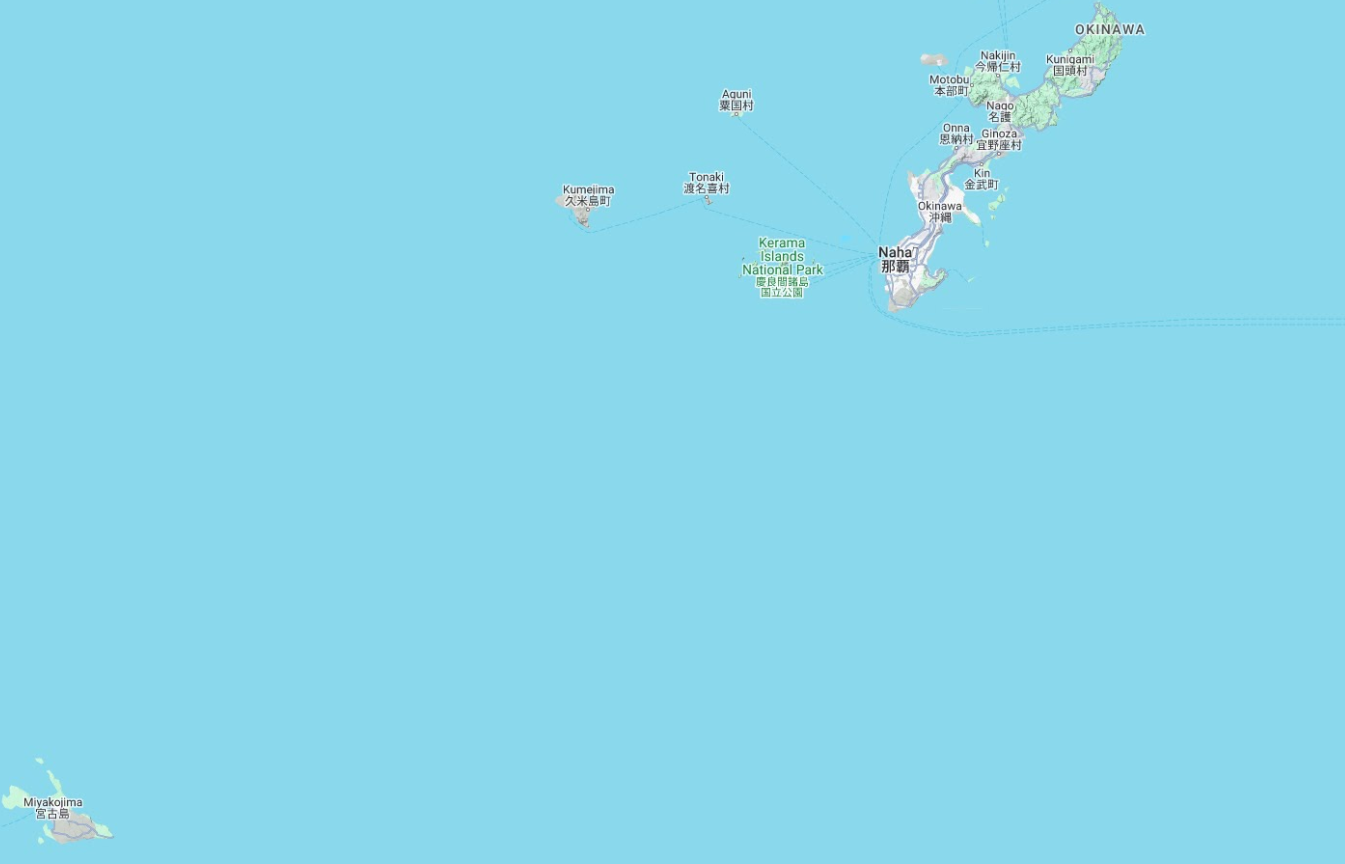 OKINAWA
Nakijin
今帰仁村
Kunigami
国頭村
Motobu
本部町
Aguni
粟国村
Nago
名護
Onna
恩納村
Ginoza
宜野座村
Kin
金武町
Tonaki
渡名喜村
Kumejima
久米島町
Okinawa
沖縄
Kerama
Islands
National Park
慶良間諸島
国立公園
Naha
那覇
Miyakojima
宮古島